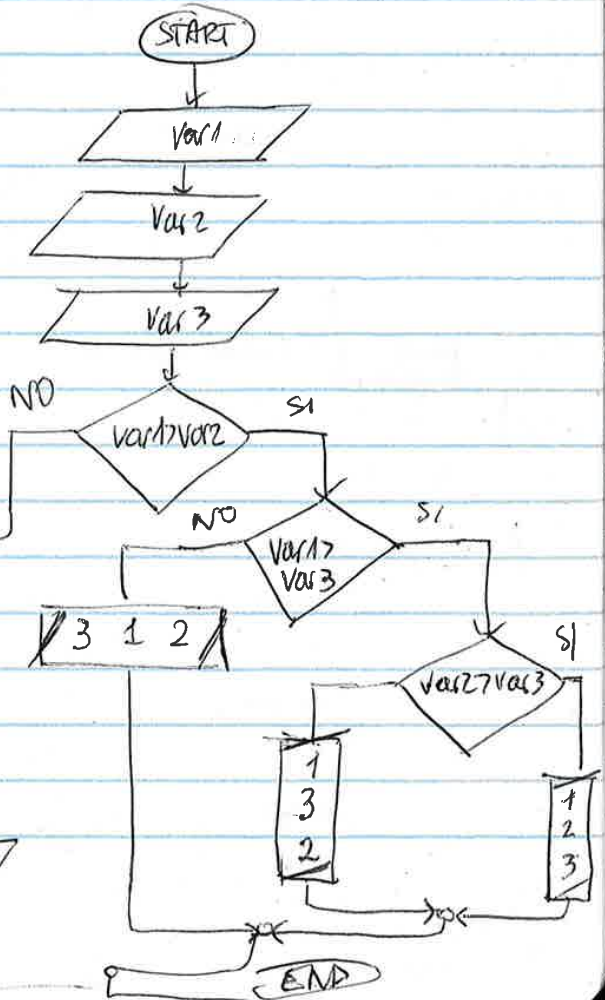 START
var1
var2
var3
NO
SI
var1>var2
NO
SI
var1>
var3
3 1 2
SI
var2>var3
1
3
2
1
2
3
END